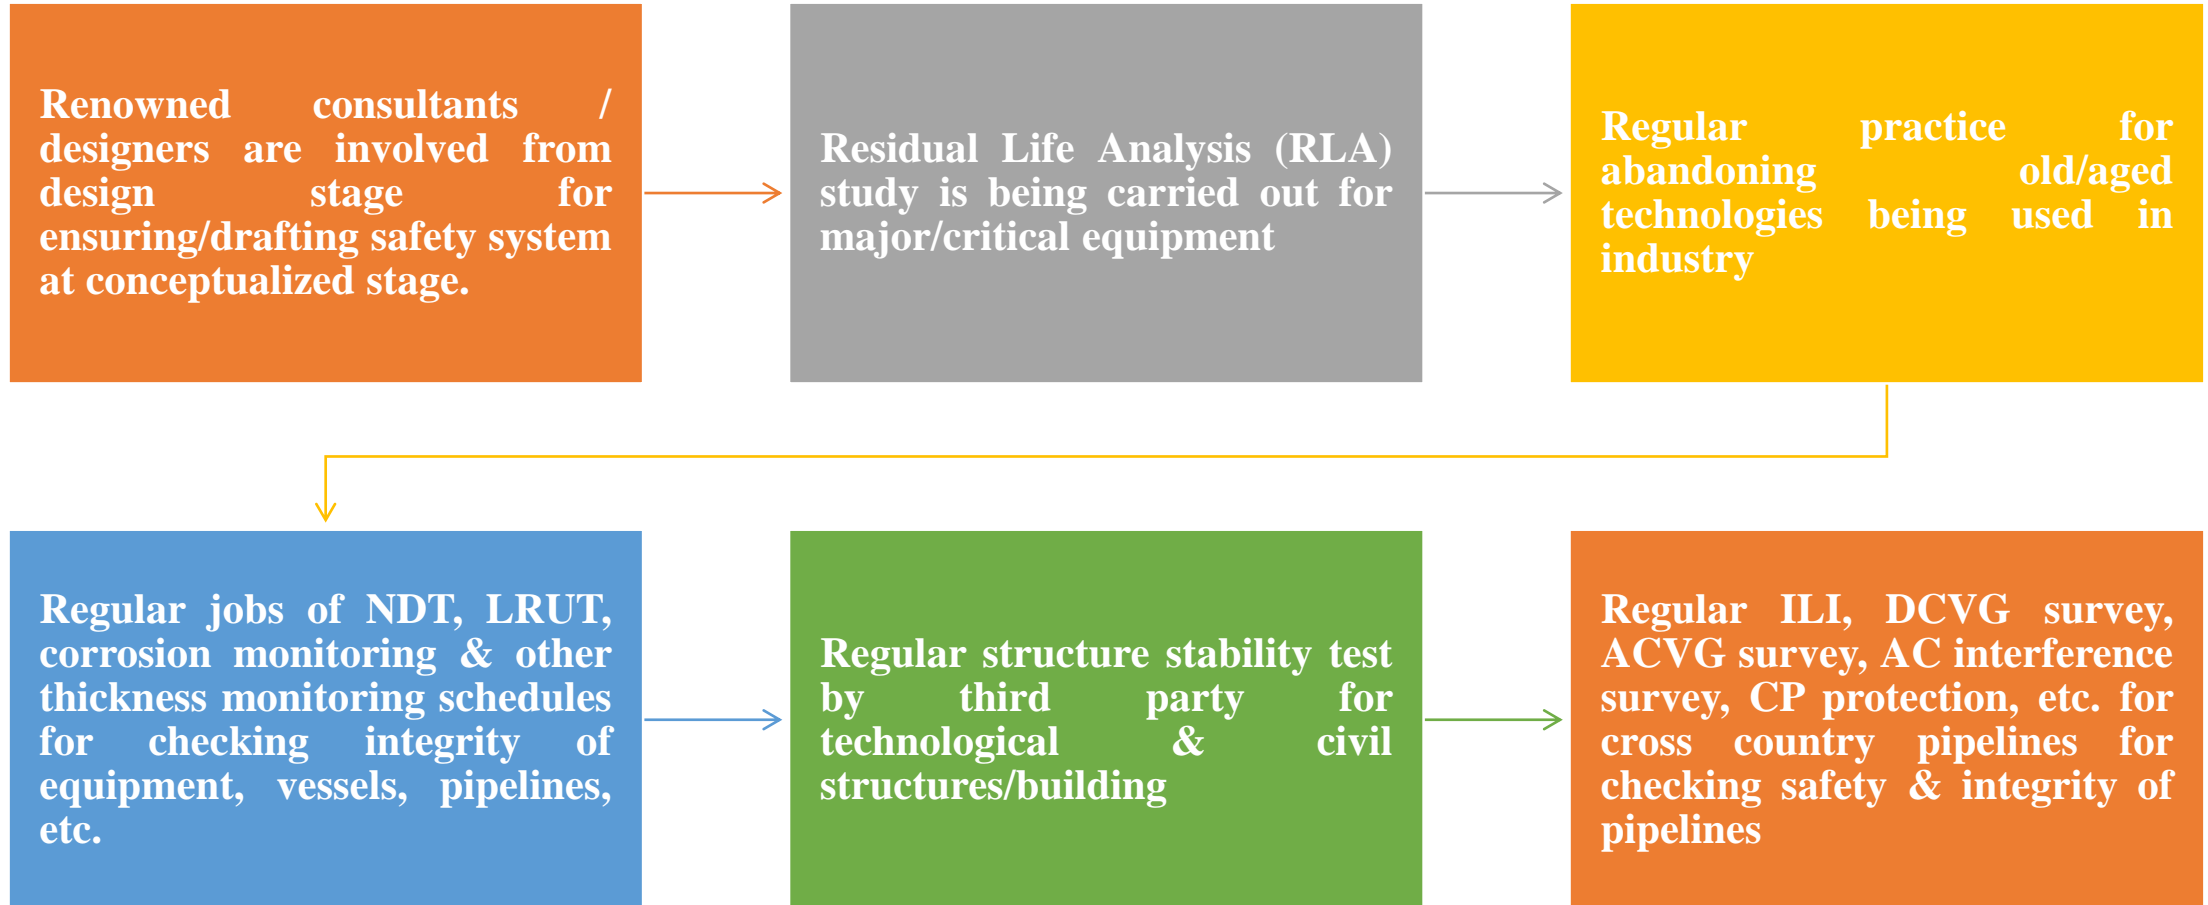 Renowned consultants /
designers are involved from
design stage for
ensuring/drafting safety system
at conceptualized stage.
Residual Life Analysis (RLA)
study is being carried out for
major/critical equipment
Regular practice for
abandoning old/aged
technologies being used in
industry
Regular jobs of NDT, LRUT,
corrosion monitoring & other
thickness monitoring schedules
for checking integrity of
equipment, vessels, pipelines,
etc.
Regular structure stability test
by third party for
technological & civil
structures/building
Regular ILI, DCVG survey,
ACVG survey, AC interference
survey, CP protection, etc. for
cross country pipelines for
checking safety & integrity of
pipelines